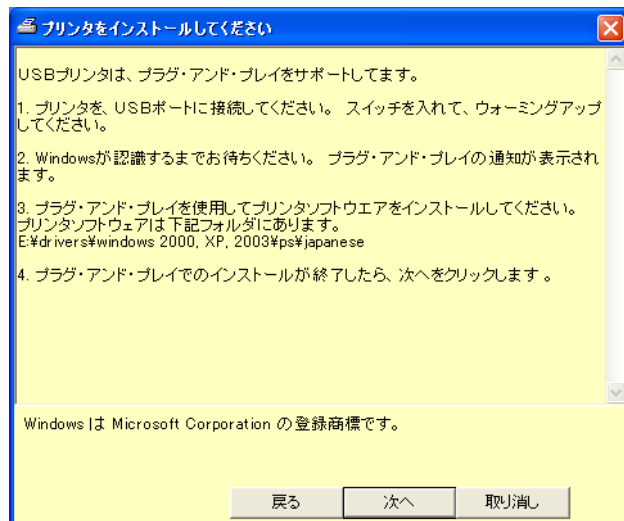 プリンタをインストールしてください
USBプリンタは、プラグ・アンド・プレイをサポートしてます。
1. プリンタを、USBポートに接続してください。 スイッチを入れて、ウォーミングアップ
してください。
2. Windowsが認識するまでお待ちください。 プラグ・アンド・プレイの通知が表示され
ます。
3. プラグ・アンド・プレイを使用してプリンタソフトウエアをインストールしてください。
プリンタソフトウェアは下記フォルダにあります。
E:¥drivers¥windows 2000, XP, 2003¥ps¥japanese
4. プラグ・アンド・プレイでのインストールが終了したら、次へをクリックします 。
Windows は Microsoft Corporation の登録商標です。
戻る 次へ 取り消し